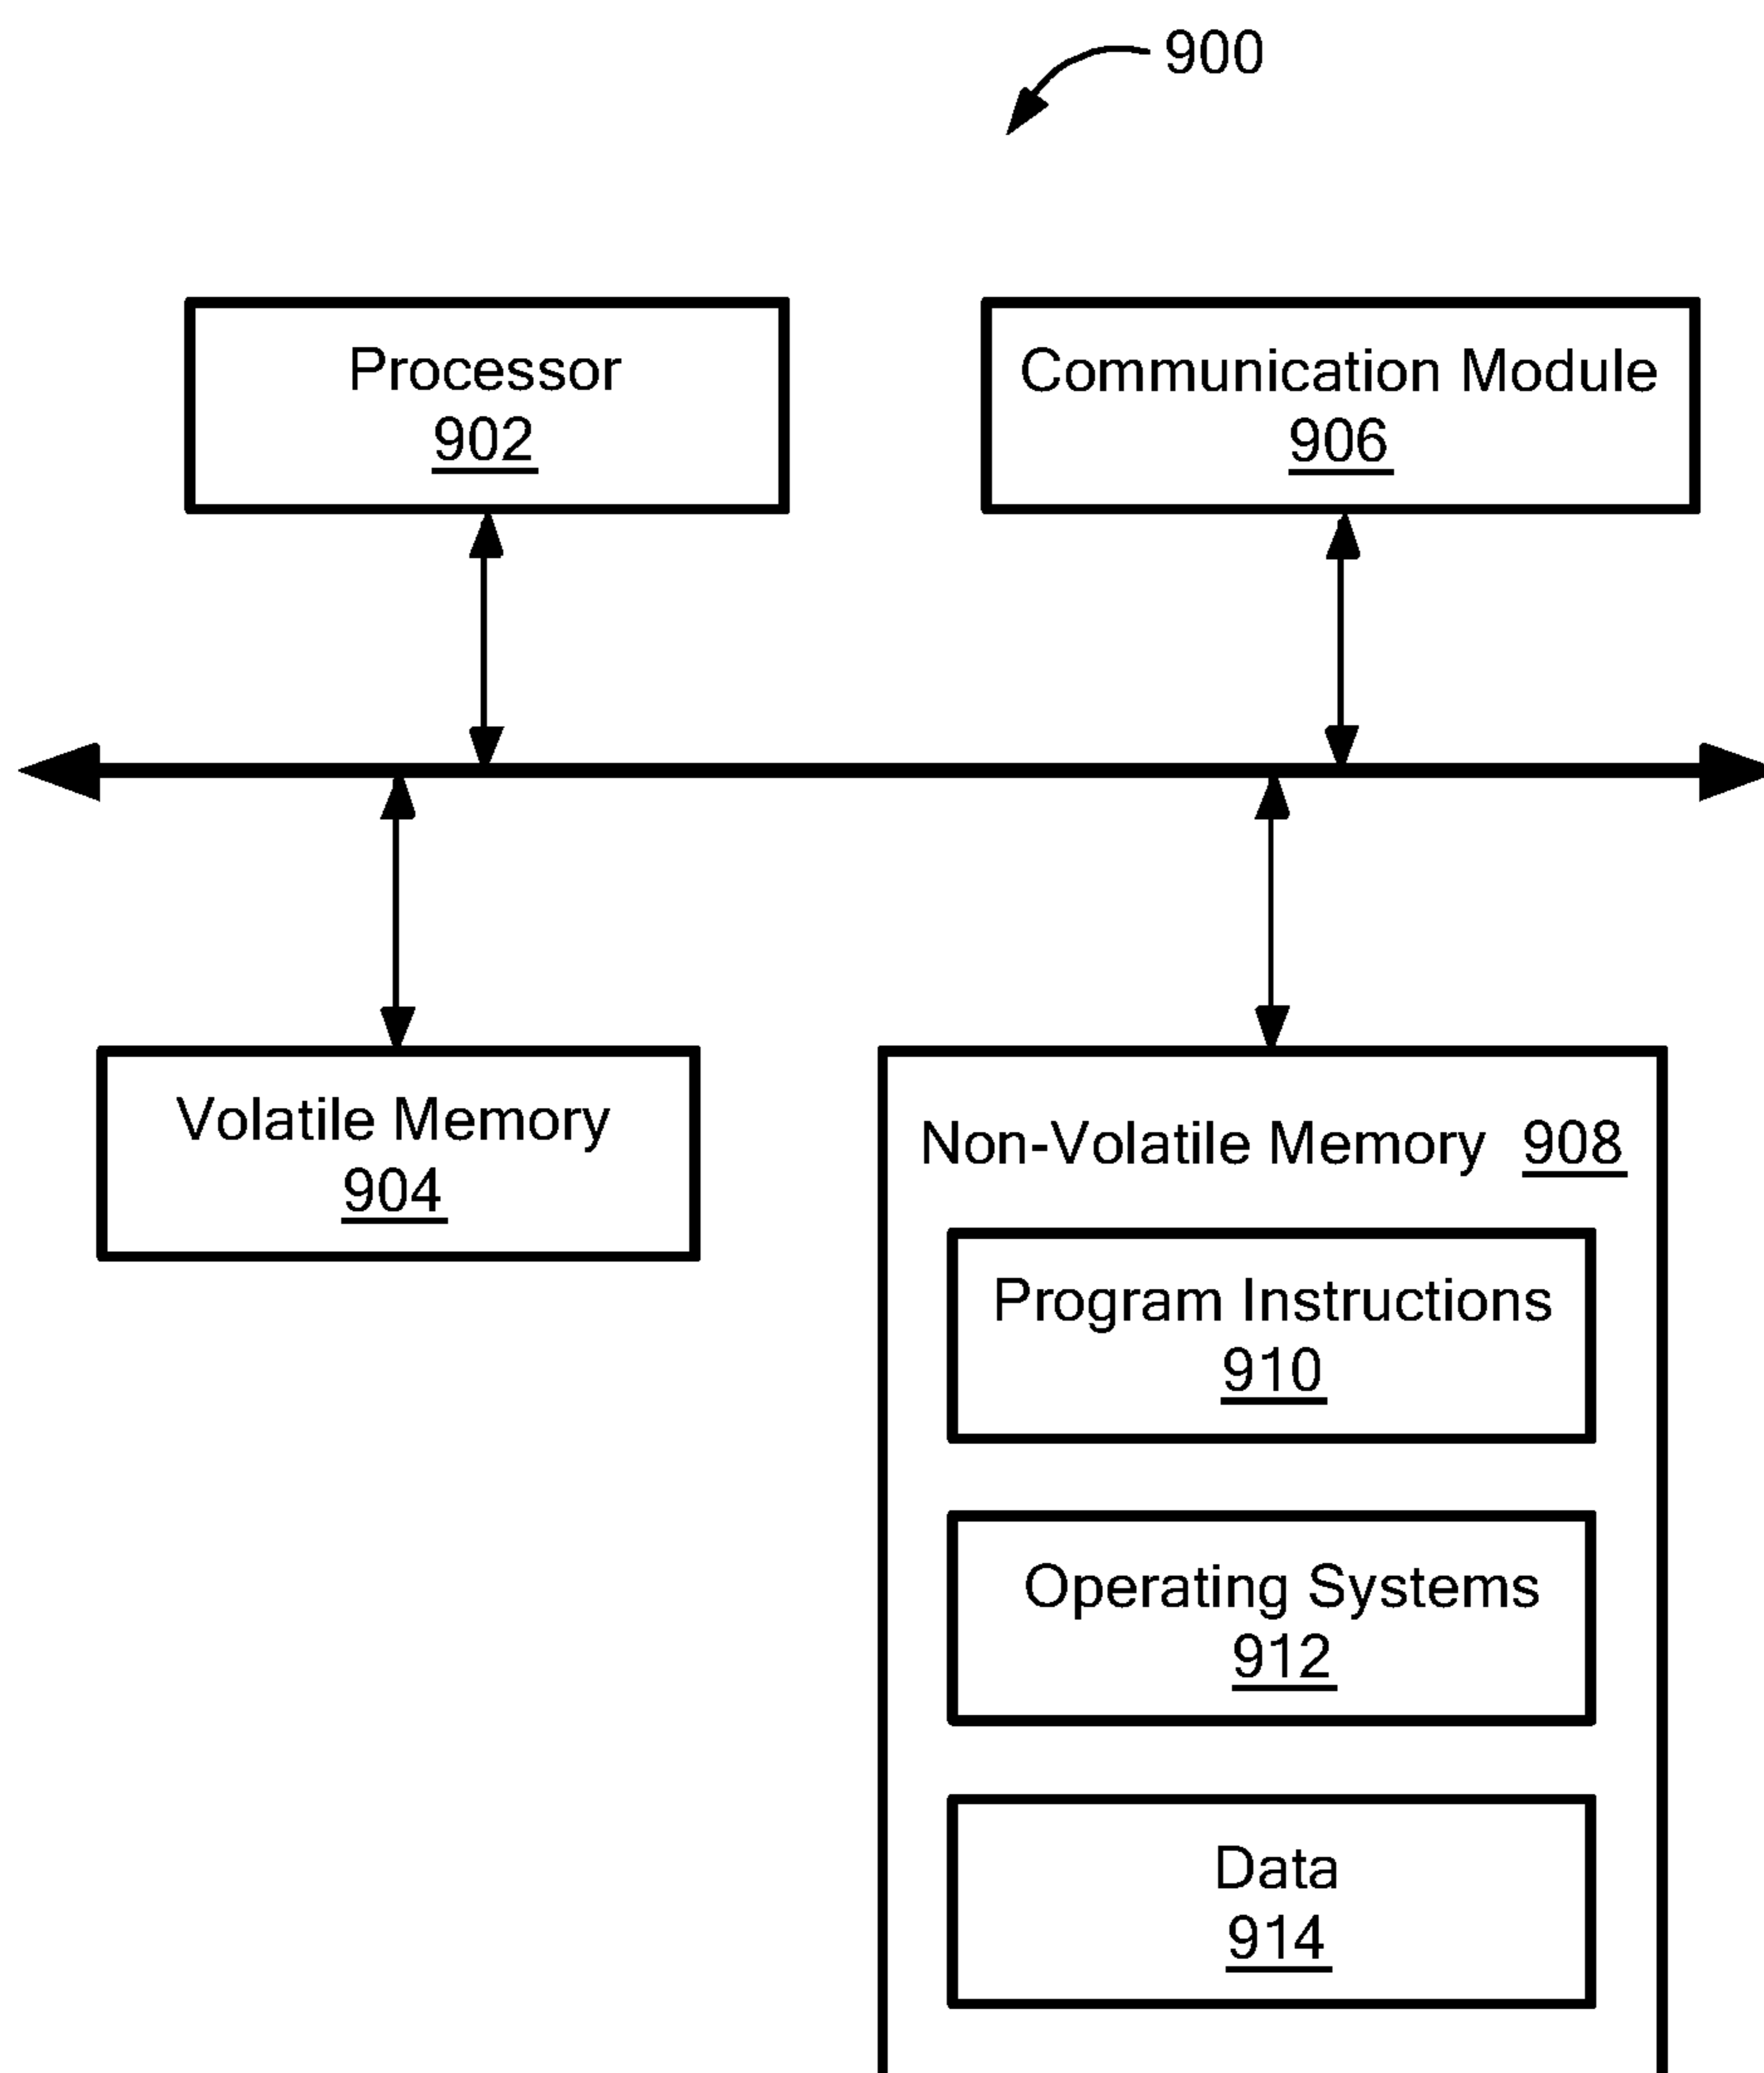 900
Processor
902
Communication Module
906
Volatile Memory
904
Non-Volatile Memory 908
Program Instructions
910
Operating Systems
912
Data
914